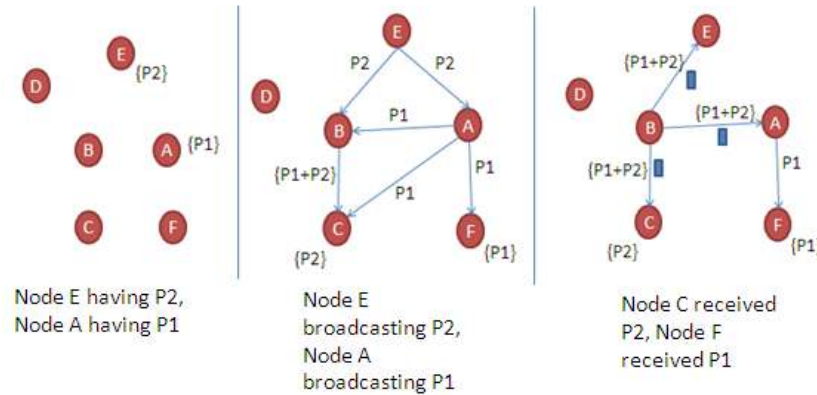 E
{P2}
D
B
A
{P1}
C
F
Node E having P2,
Node A having P1
E
P2
P2
D
B
P1
A
{P1+P2}
P1
P1
C
F
{P2}
{P1}
Node E
broadcasting P2,
Node A
broadcasting P1
E
{P1+P2}
D
{P1+P2}
B
A
{P1+P2}
P1
C
F
{P2}
{P1}
Node C received
P2, Node F
received P1